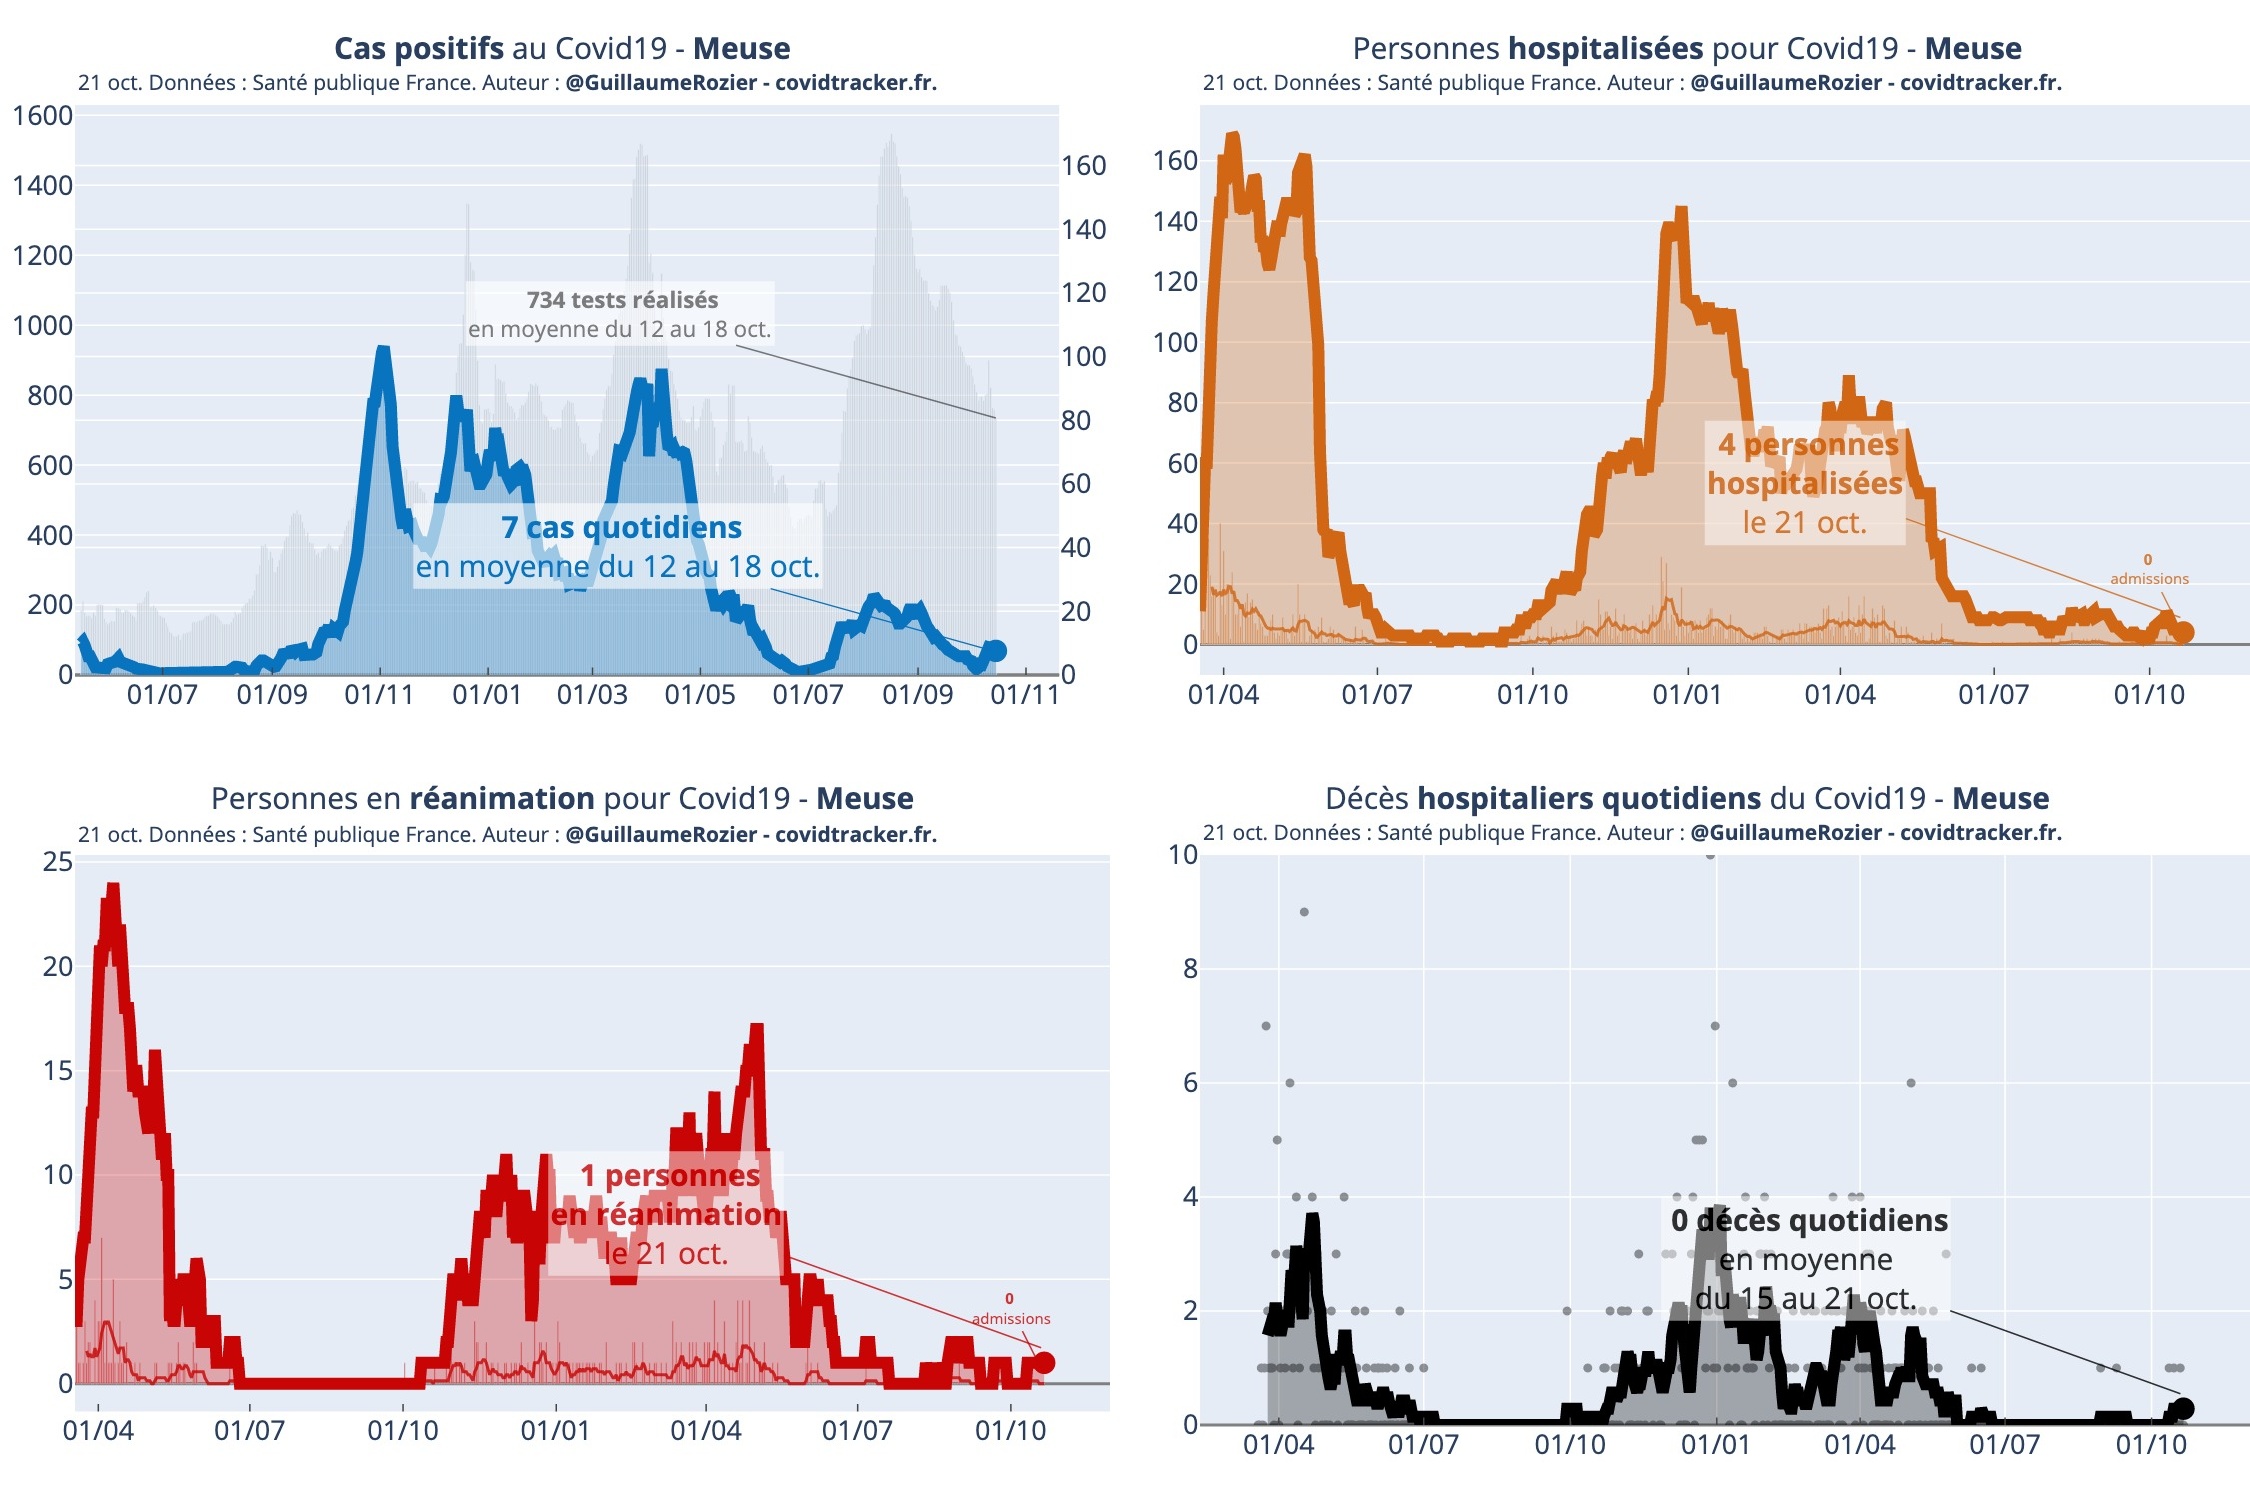 Cas positifs au Covid19 - Meuse
21 oct. Données : Santé publique France. Auteur : @GuillaumeRozier - covidtracker.fr.
1600
1400
1200
1000
800
600
400
200
0
160
140
120
100
80
60
40
20
0
734 tests réalisés
en moyenne du 12 au 18 oct.
7 cas quotidiens
en moyenne du 12 au 18 oct.
01/07 01/09 01/11 01/01 01/03 01/05 01/07 01/09 01/11
Personnes hospitalisées pour Covid19 - Meuse
21 oct. Données : Santé publique France. Auteur : @GuillaumeRozier - covidtracker.fr.
160
140
120
100
80
60
40
20
0
4 personnes
hospitalisées
le 21 oct.
0
admissions
01/04 01/07 01/10 01/01 01/04 01/07 01/10
Personnes en réanimation pour Covid19 - Meuse
21 oct. Données : Santé publique France. Auteur : @GuillaumeRozier - covidtracker.fr.
25
20
15
10
5
0
1 personnes
en réanimation
le 21 oct.
0
admissions
01/04 01/07 01/10 01/01 01/04 01/07 01/10
Décès hospitaliers quotidiens du Covid19 - Meuse
21 oct. Données : Santé publique France. Auteur : @GuillaumeRozier - covidtracker.fr.
10
8
6
4
2
0
0 décès quotidiens
en moyenne
du 15 au 21 oct.
01/04 01/07 01/10 01/01 01/04 01/07 01/10